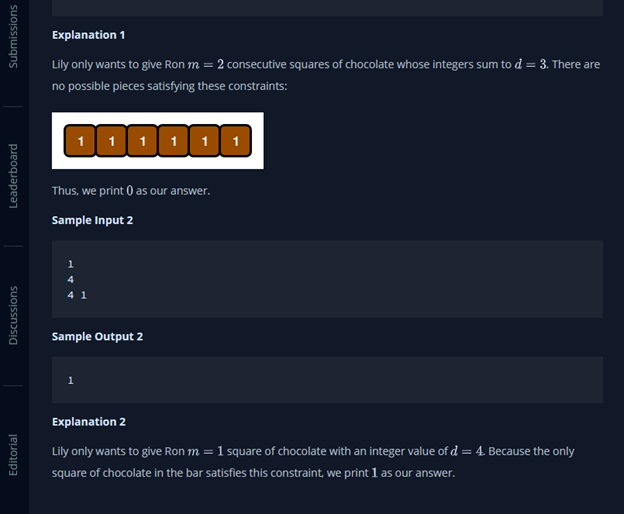 Submissions
Leaderboard
Discussions
Editorial
Explanation 1
Lily only wants to give Ron m = 2 consecutive squares of chocolate whose integers sum to d = 3. There are
no possible pieces satisfying these constraints:
1 1 1 1 1 1
Thus, we print 0 as our answer.
Sample Input 2
1
4
4 1
Sample Output 2
1
Explanation 2
Lily only wants to give Ron m = 1 square of chocolate with an integer value of d = 4. Because the only
square of chocolate in the bar satisfies this constraint, we print 1 as our answer.